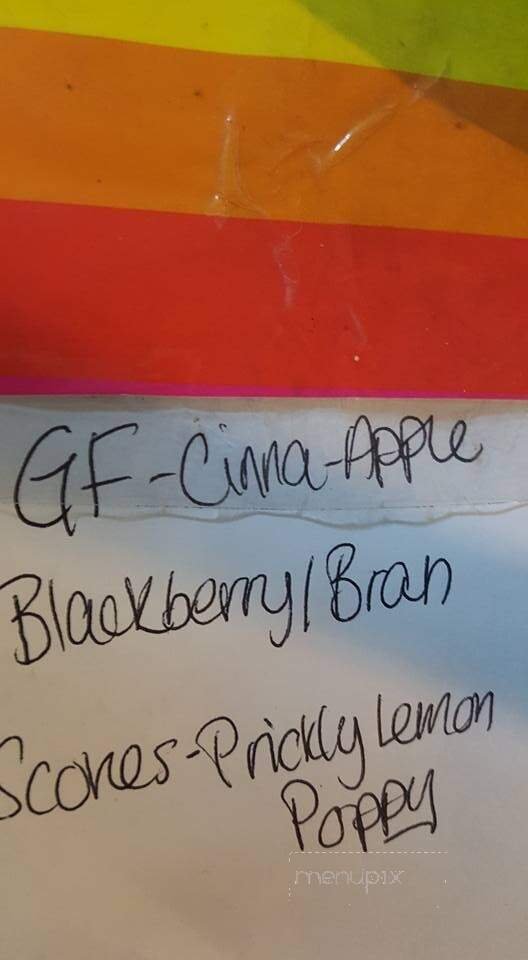 GF-Cinna-Apple
Blackberry/Bran
Scones-Prickly Lemon
Poppy
menupix